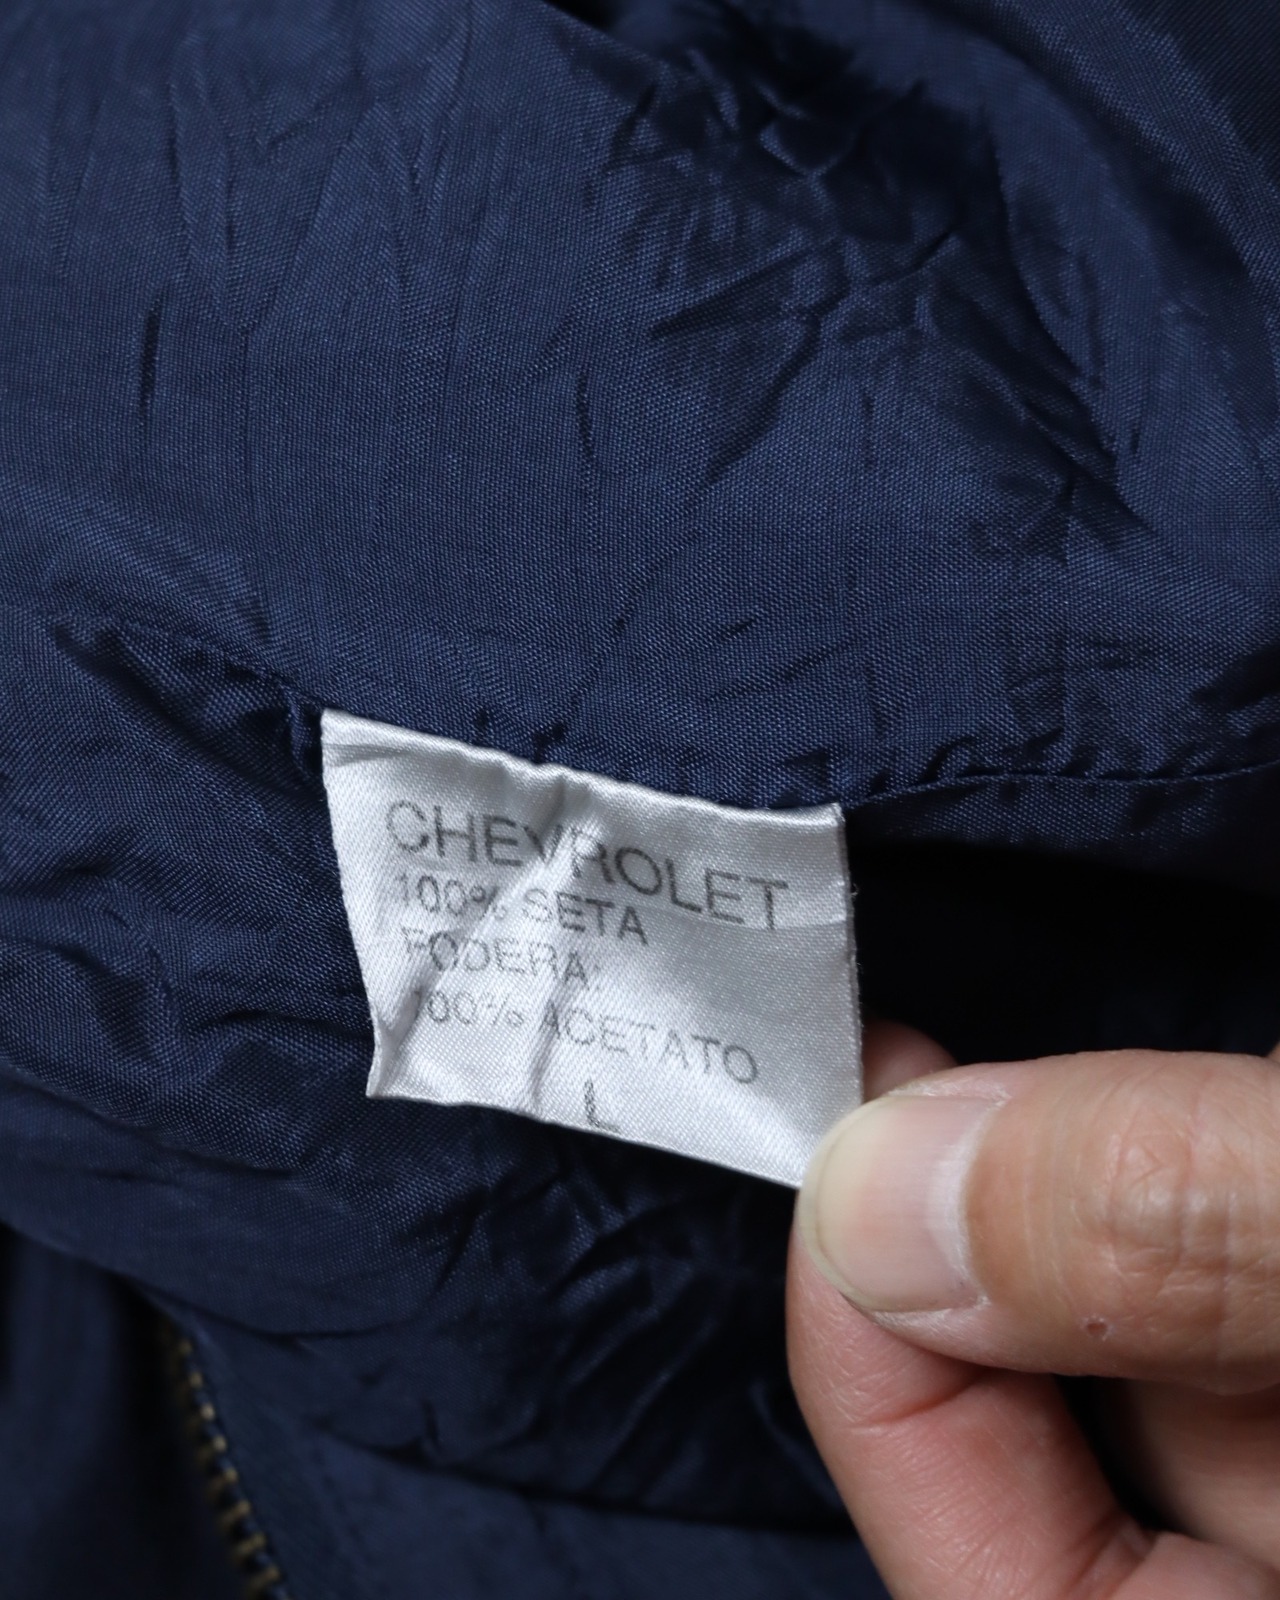 CHEVROLET
100% SETA
FODERA:
100% ACETATO
L